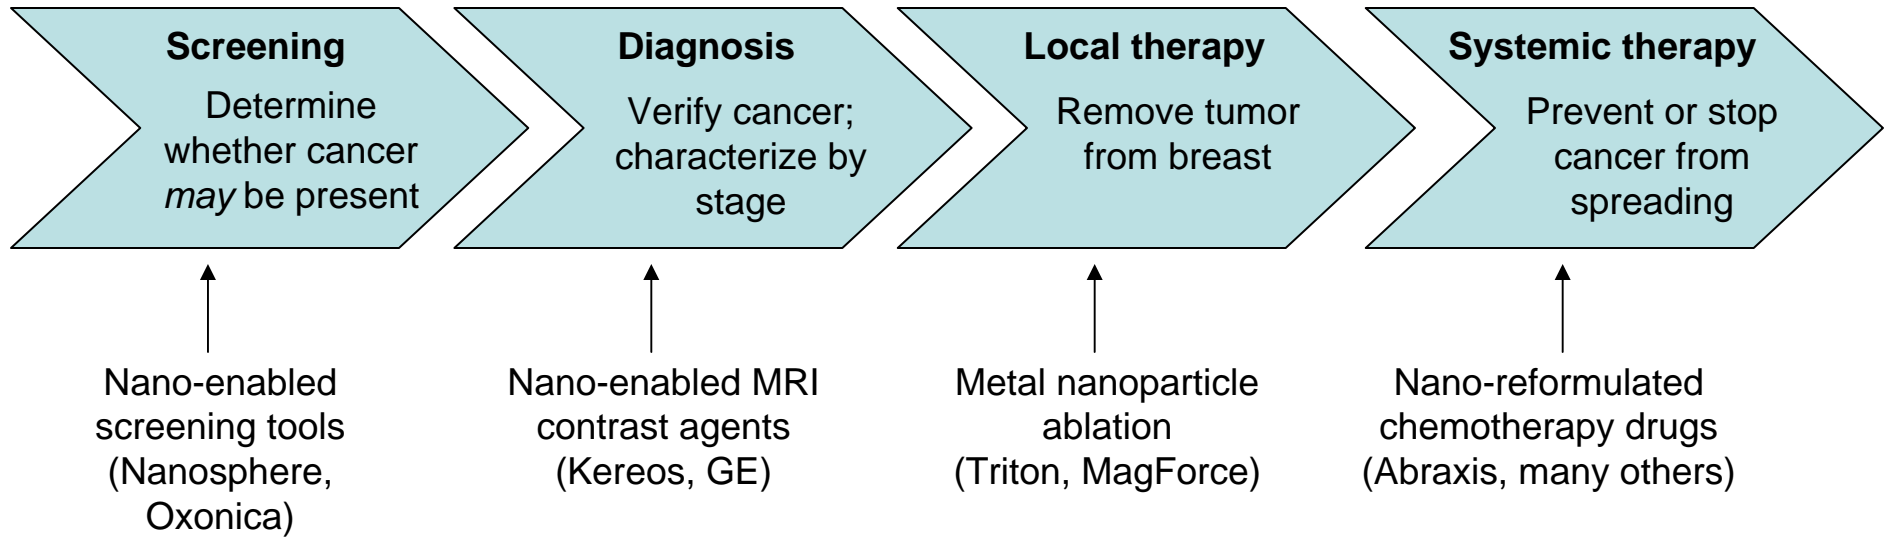 Screening
Determine
whether cancer
may be present
Diagnosis
Verify cancer;
characterize by
stage
Local therapy
Remove tumor
from breast
Systemic therapy
Prevent or stop
cancer from
spreading
Nano-enabled
screening tools
(Nanosphere,
Oxonica)
Nano-enabled MRI
contrast agents
(Kereos, GE)
Metal nanoparticle
ablation
(Triton, MagForce)
Nano-reformulated
chemotherapy drugs
(Abraxis, many others)